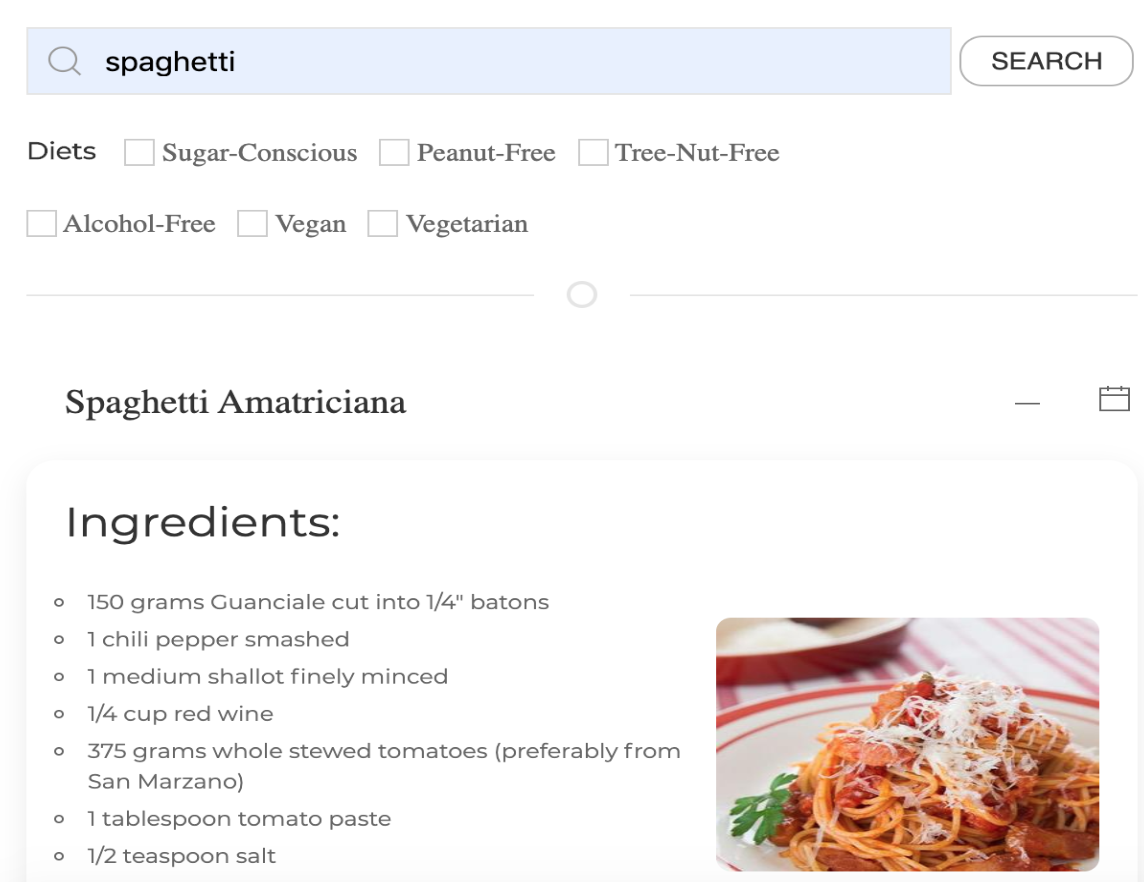 spaghetti SEARCH
Diets Sugar-Conscious Peanut-Free Tree-Nut-Free
Alcohol-Free Vegan Vegetarian
Spaghetti Amatriciana
Ingredients:
150 grams Guanciale cut into 1/4" batons
1 chili pepper smashed
1 medium shallot finely minced
1/4 cup red wine
375 grams whole stewed tomatoes (preferably from
San Marzano)
1 tablespoon tomato paste
1/2 teaspoon salt